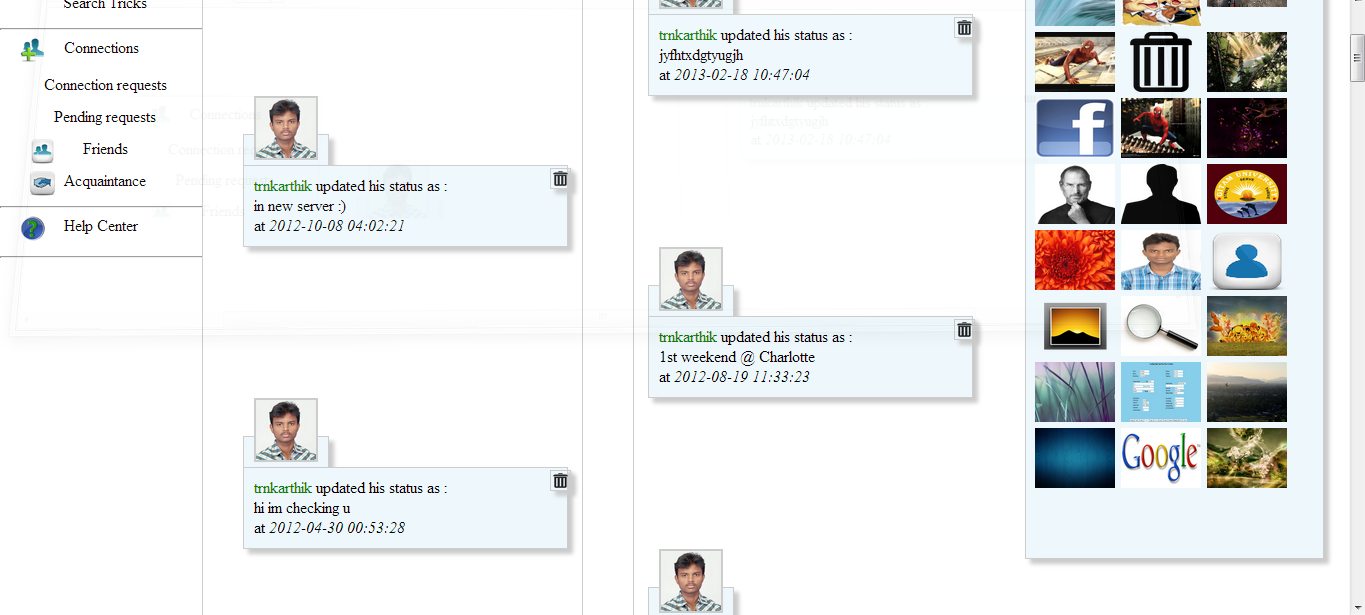 Search Tricks
Connections
Connection requests
Pending requests
Friends
Acquaintance
Help Center
trnkarthik updated his status as :
in new server :)
at 2012-10-08 04:02:21
trnkarthik updated his status as :
hi im checking u
at 2012-04-30 00:53:28
trnkarthik updated his status as :
jyfhtxdgtyugjh
at 2013-02-18 10:47:04
trnkarthik updated his status as :
1st weekend @ Charlotte
at 2012-08-19 11:33:23
f
Google